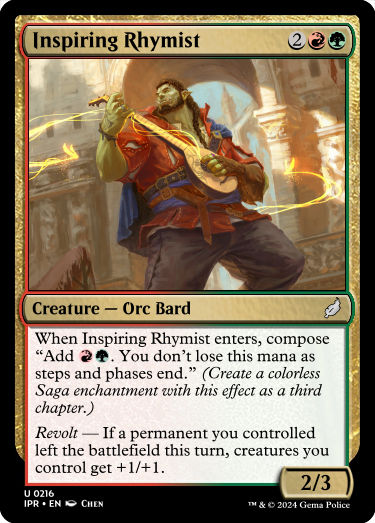 Inspiring Rhymist 2
Creature — Orc Bard
When Inspiring Rhymist enters, compose
“Add . You don’t lose this mana as
steps and phases end.” (Create a colorless
Saga enchantment with this effect as a third
chapter.)
Revolt — If a permanent you controlled
left the battlefield this turn, creatures you
control get +1/+1.
2/3
U 0216
IPR • EN Chen
™ & © 2024 Gema Police